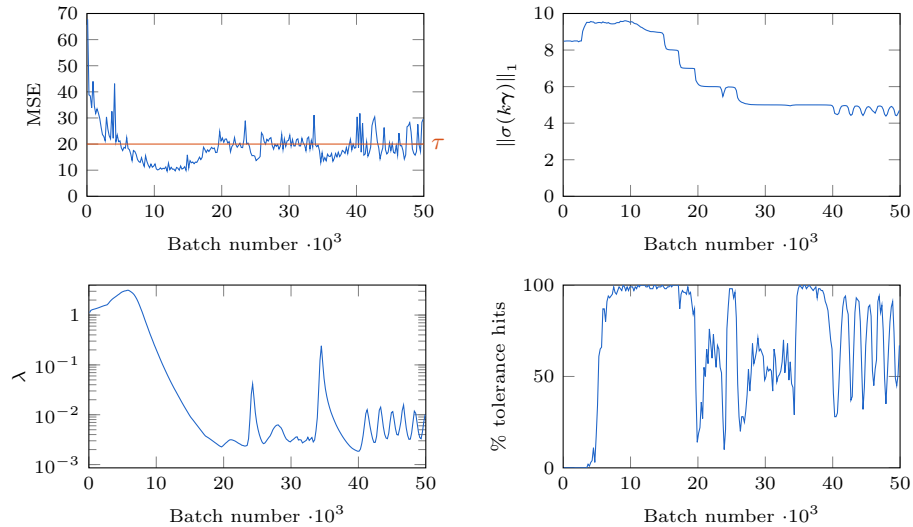 70
60
50
40
30
20
10
0
MSE
τ
0 10 20 30 40 50
Batch number ·10³
10
8
6
4
2
0
||σ(kγ)||₁
0 10 20 30 40 50
Batch number ·10³
1
10⁻¹
10⁻²
10⁻³
λ
0 10 20 30 40 50
Batch number ·10³
100
50
0
% tolerance hits
0 10 20 30 40 50
Batch number ·10³